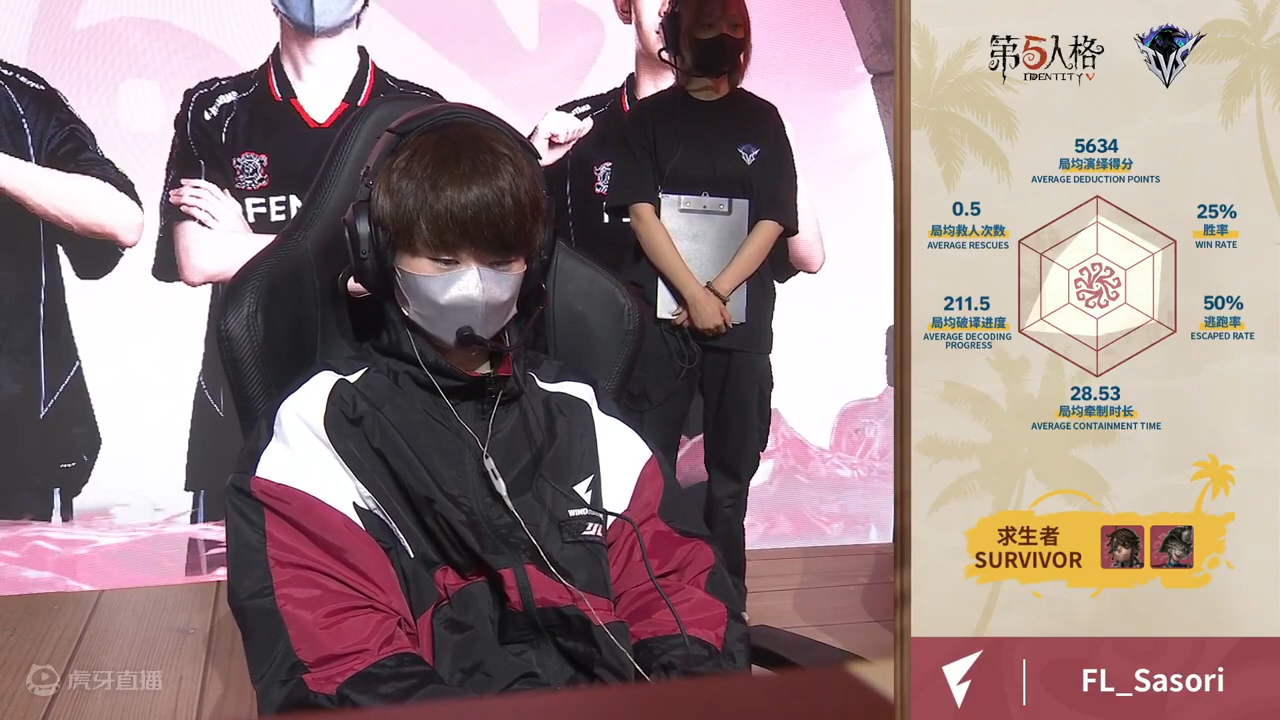 第5人格
IDENTITY V
5634
局均演绎得分
AVERAGE DEDUCTION POINTS
0.5
局均救人次数
AVERAGE RESCUES
25%
胜率
WIN RATE
211.5
局均破译进度
AVERAGE DECODING
PROGRESS
50%
逃跑率
ESCAPED RATE
28.53
局均牵制时长
AVERAGE CONTAINMENT TIME
求生者
SURVIVOR
FL_Sasori
虎牙直播